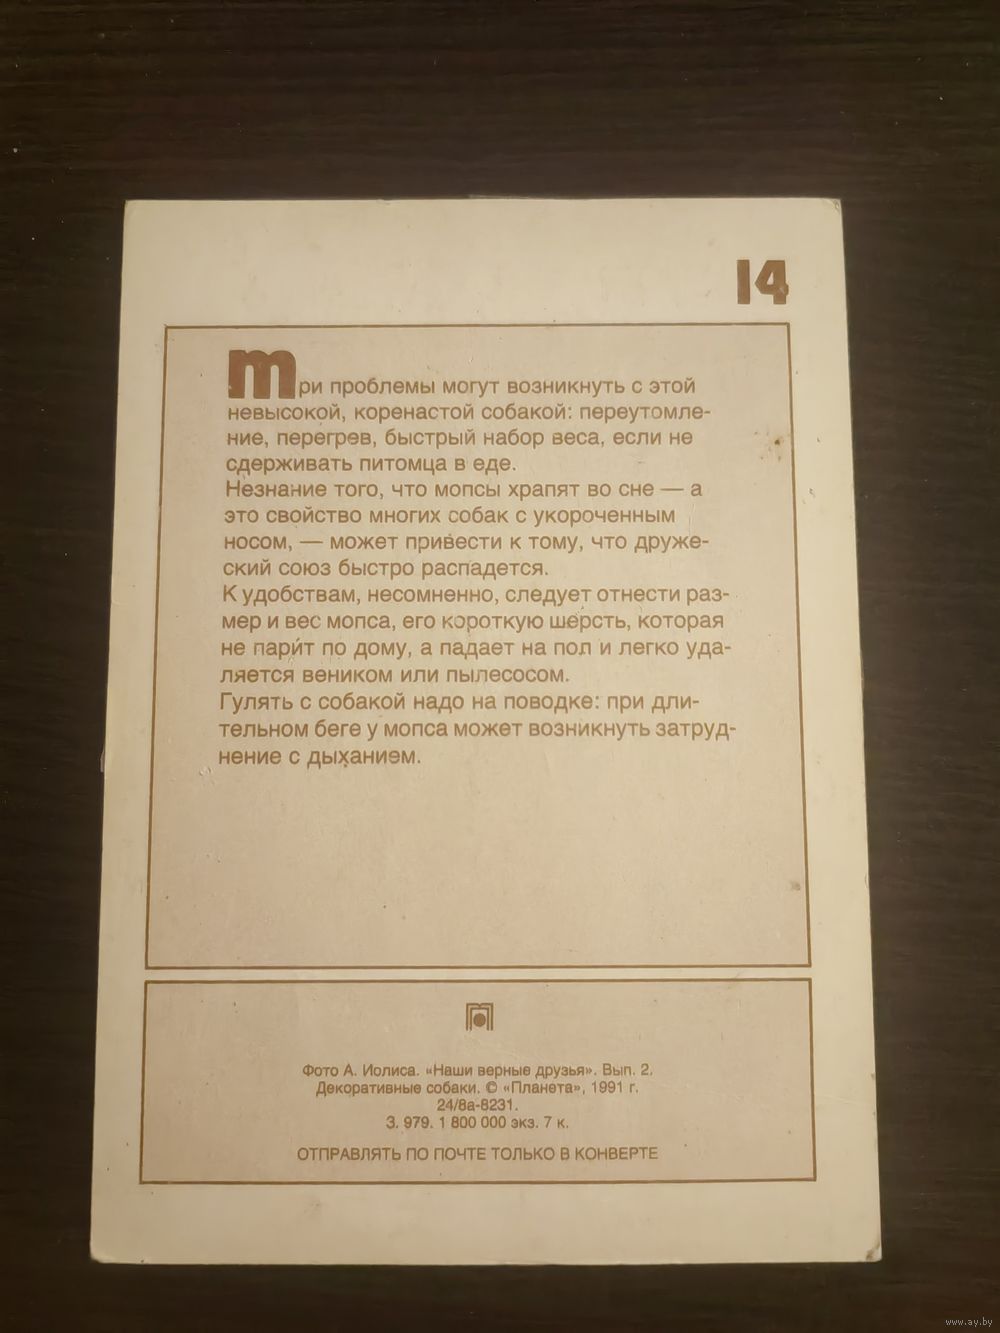 14
три проблемы могут возникнуть с этой
невысокой, коренастой собакой: переутомле-
ние, перегрев, быстрый набор веса, если не
сдерживать питомца в еде.
Незнание того, что мопсы храпят во сне — а
это свойство многих собак с укороченным
носом, — может привести к тому, что друже-
ский союз быстро распадется.
К удобствам, несомненно, следует отнести раз-
мер и вес мопса, его короткую шерсть, которая
не парит по дому, а падает на пол и легко уда-
ляется веником или пылесосом.
Гулять с собакой надо на поводке: при дли-
тельном беге у мопса может возникнуть затруд-
нение с дыханием.
Фото А. Иолиса. «Наши верные друзья». Вып. 2.
Декоративные собаки. © «Планета», 1991 г.
24/8а-8231.
З. 979. 1 800 000 экз. 7 к.
ОТПРАВЛЯТЬ ПО ПОЧТЕ ТОЛЬКО В КОНВЕРТЕ
www.ay.by